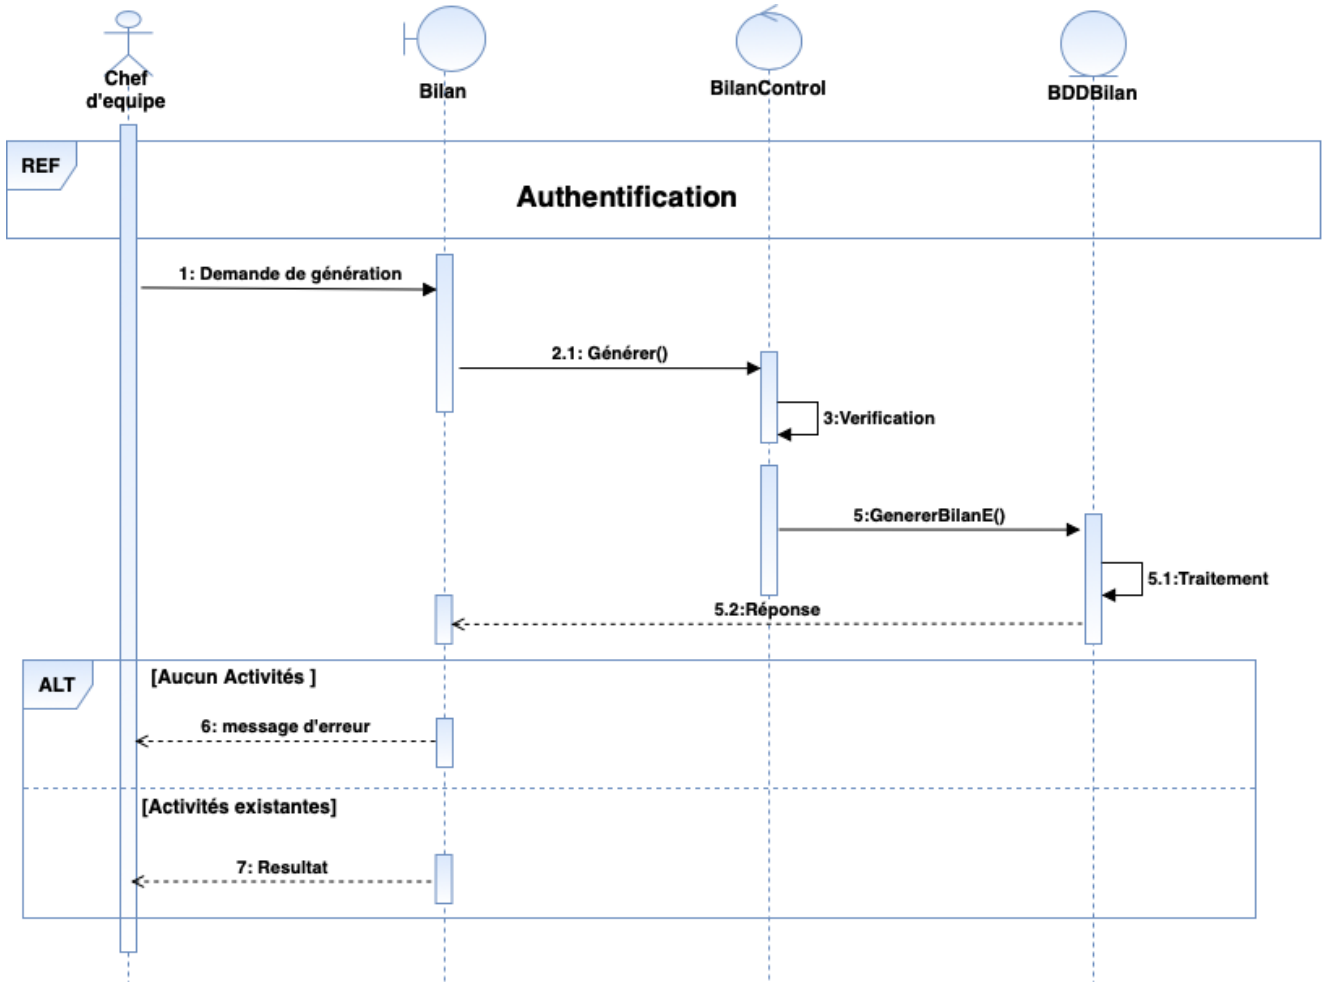 Chef
d'equipe
Bilan
BilanControl
BDDBilan
REF
Authentification
1: Demande de génération
2.1: Générer()
3:Verification
5:GenererBilanE()
5.1:Traitement
5.2:Réponse
ALT
[Aucun Activités ]
6: message d'erreur
[Activités existantes]
7: Resultat